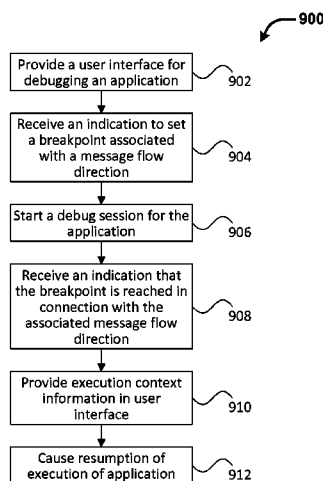 900
Provide a user interface for
debugging an application
902
Receive an indication to set
a breakpoint associated
with a message flow
direction
904
Start a debug session for the
application
906
Receive an indication that
the breakpoint is reached in
connection with the
associated message flow
direction
908
Provide execution context
information in user
interface
910
Cause resumption of
execution of application
912